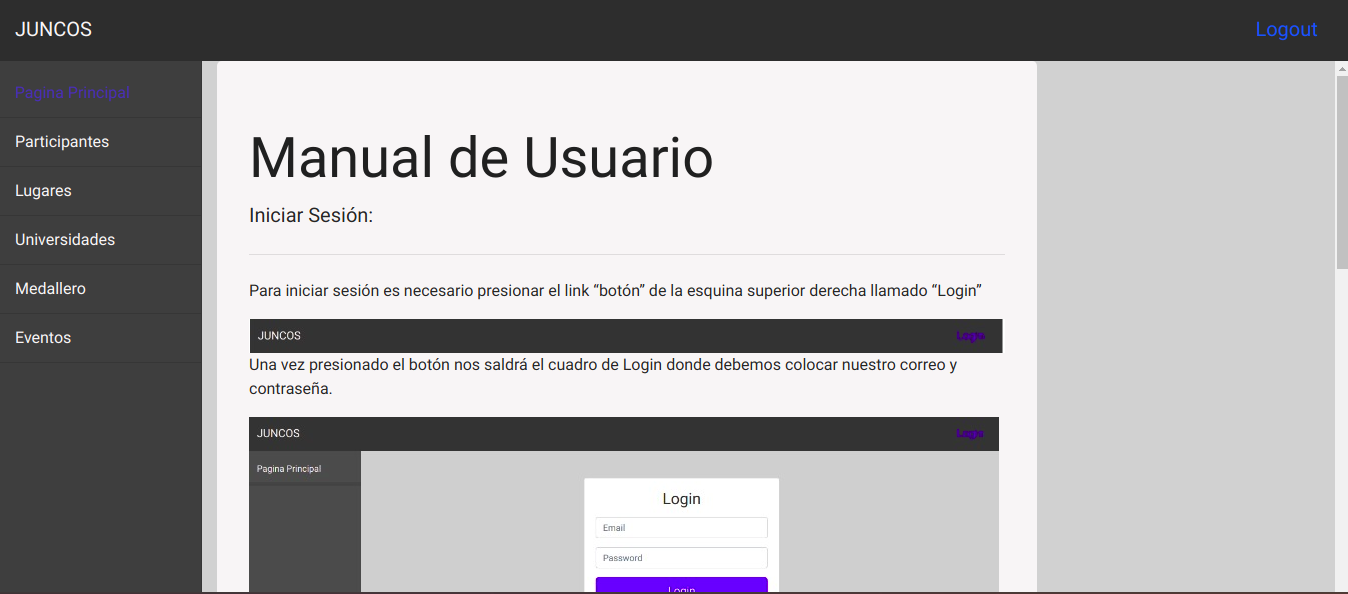 JUNCOS
Logout
Pagina Principal
Participantes
Lugares
Universidades
Medallero
Eventos
Manual de Usuario
Iniciar Sesión:
Para iniciar sesión es necesario presionar el link “botón” de la esquina superior derecha llamado “Login”
JUNCOS
Login
Una vez presionado el botón nos saldrá el cuadro de Login donde debemos colocar nuestro correo y
contraseña.
JUNCOS
Login
Pagina Principal
Login
Email
Password
Login